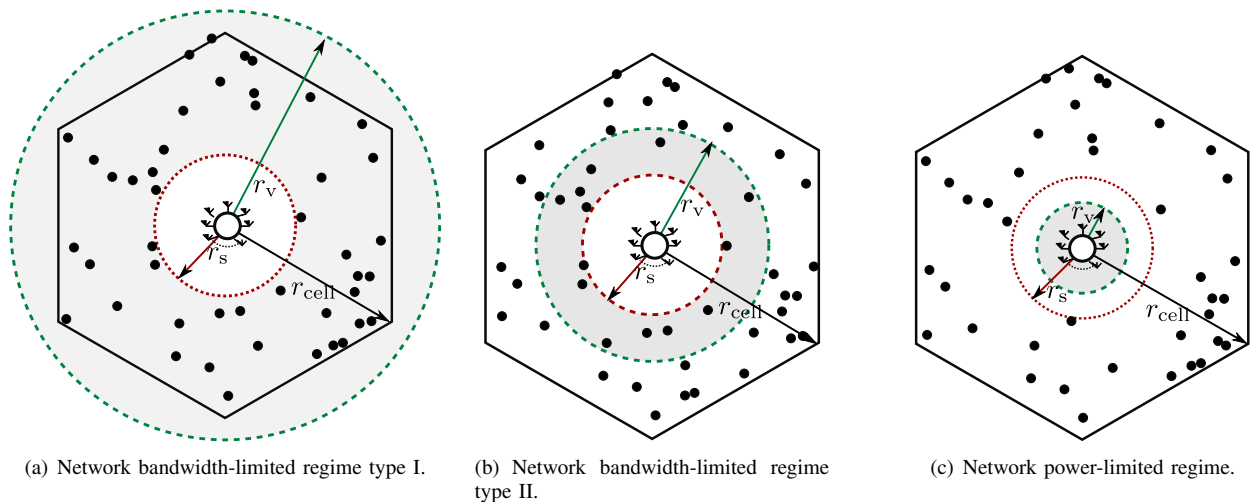 r_v
r_s
r_cell
r_v
r_s
r_cell
r_v
r_s
r_cell
(a) Network bandwidth-limited regime type I.
(b) Network bandwidth-limited regime
type II.
(c) Network power-limited regime.